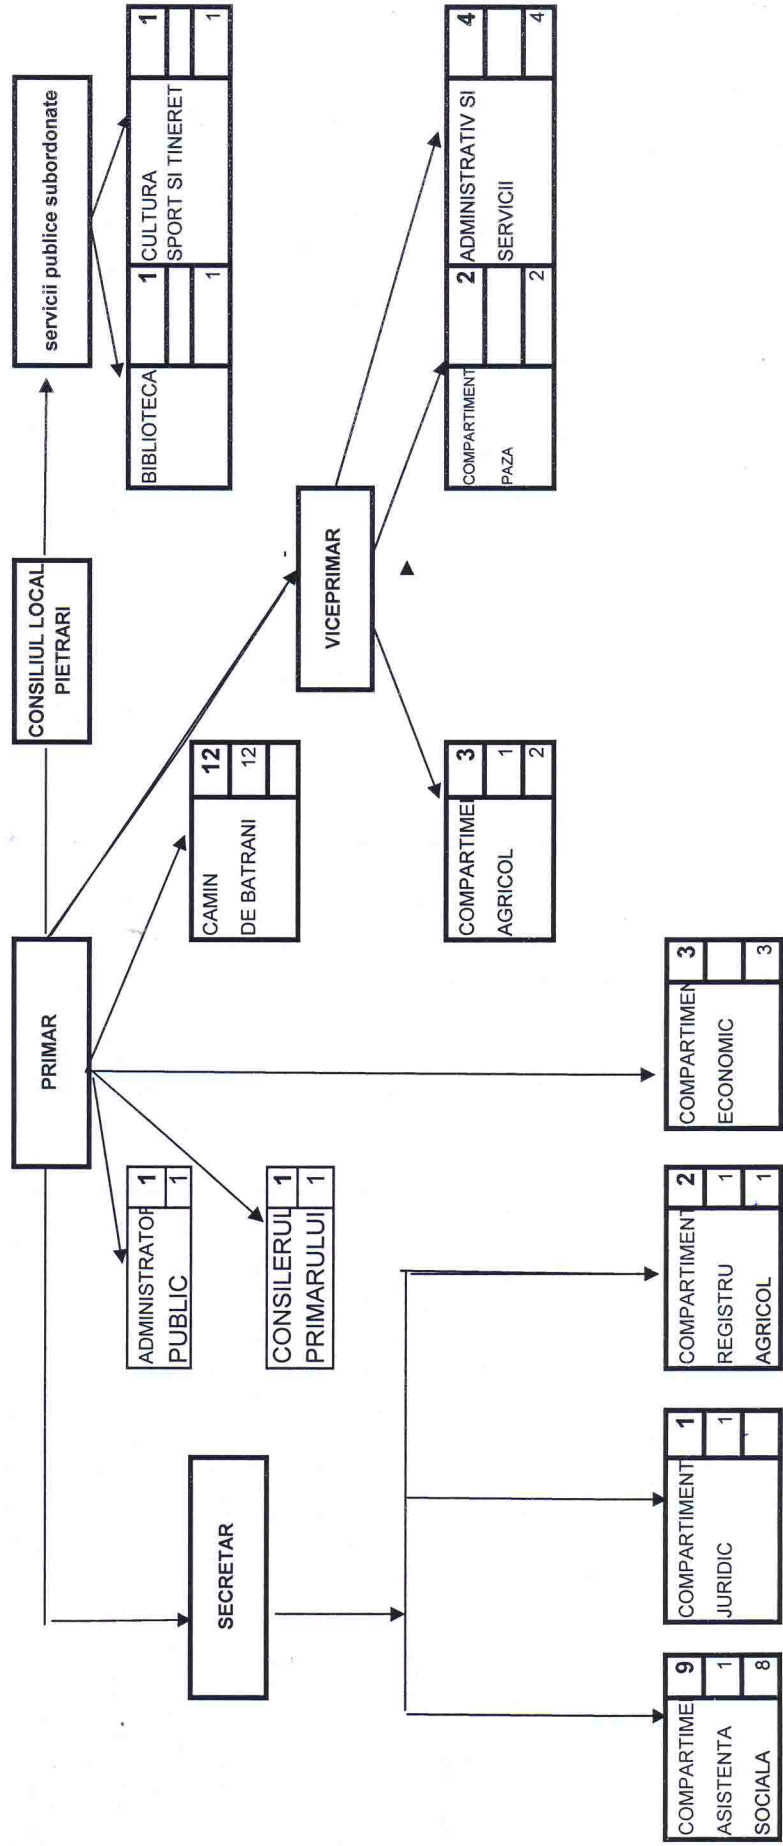 PRIMAR
CONSILIUL LOCAL
PIETRARI
servicii publice subordonate
ADMINISTRATOR
PUBLIC
1
1
BIBLIOTECA
1
1
CULTURA
SPORT SI TINERET
1
1
SECRETAR
CONSILERUL
PRIMARULUI
1
1
CAMIN
DE BATRANI
12
12
VICEPRIMAR
COMPARTIME
AGRICOL
3
1
2
COMPARTIMENT
PAZA
2
2
ADMINISTRATIV SI
SERVICII
4
4
COMPARTIME
ASISTENTA
SOCIALA
9
1
8
COMPARTIMENT
JURIDIC
1
1
COMPARTIMENT
REGISTRU
AGRICOL
2
1
1
COMPARTIMEN
ECONOMIC
3
3